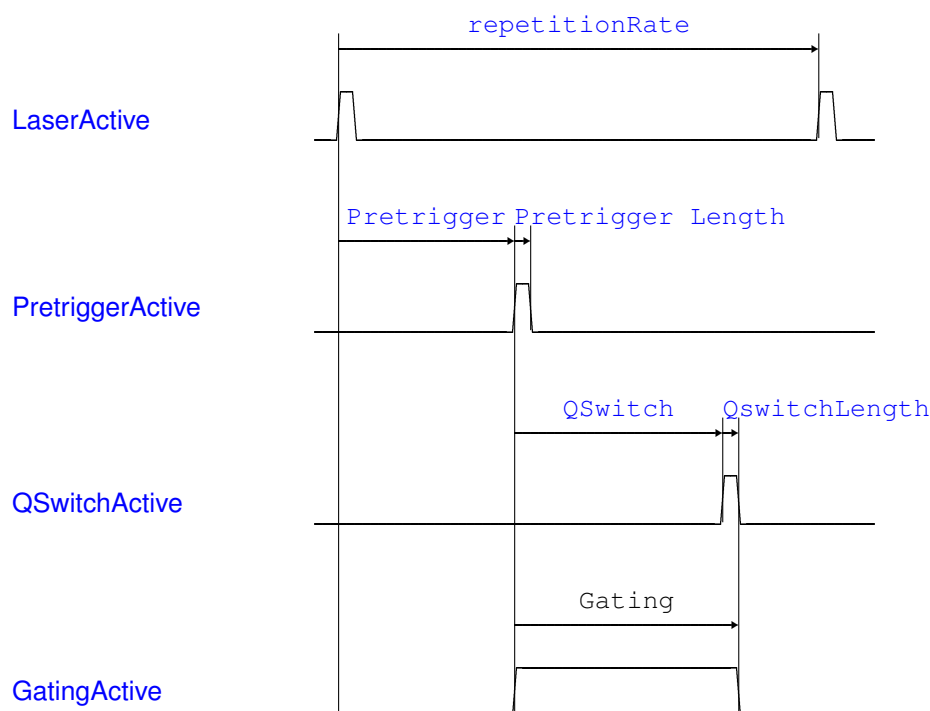 repetitionRate
LaserActive
Pretrigger Pretrigger Length
PretriggerActive
QSwitch QswitchLength
QSwitchActive
Gating
GatingActive